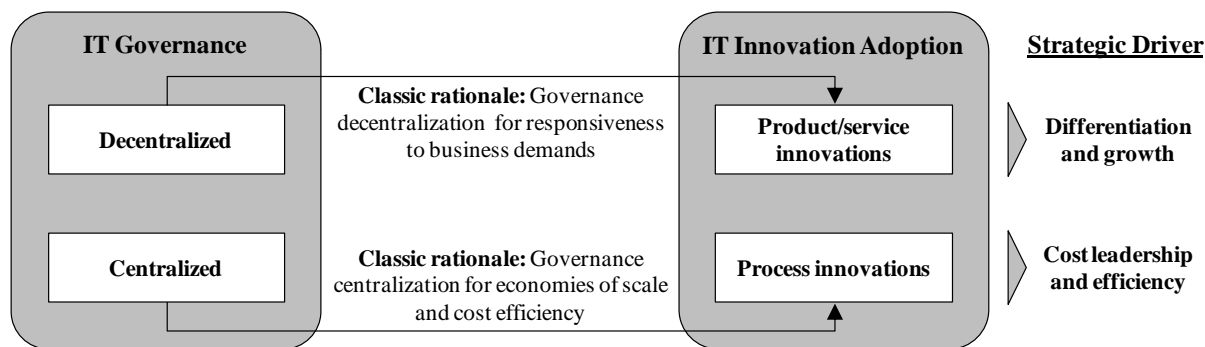 IT Governance
IT Innovation Adoption
Strategic Driver
Decentralized
Classic rationale: Governance
decentralization for responsiveness
to business demands
Product/service
innovations
Differentiation
and growth
Centralized
Classic rationale: Governance
centralization for economies of scale
and cost efficiency
Process innovations
Cost leadership
and efficiency